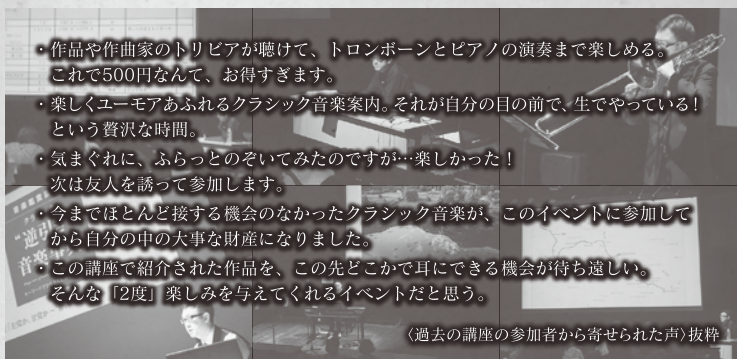 ・作品や作曲家のトリビアが聴けて、トロンボーンとピアノの演奏まで楽しめる。
これで500円なんて、お得すぎます。
・楽しくユーモアあふれるクラシック音楽案内。それが自分の目の前で、生でやっている！
という贅沢な時間。
・気まぐれに、ふらっとのぞいてみたのですが…楽しかった！
次は友人を誘って参加します。
・今までほとんど接する機会のなかったクラシック音楽が、このイベントに参加して
から自分の中の大事な財産になりました。
・この講座で紹介された作品を、この先どこかで耳にできる機会が待ち遠しい。
そんな「2度」楽しみを与えてくれるイベントだと思う。
〈過去の講座の参加者から寄せられた声〉抜粋